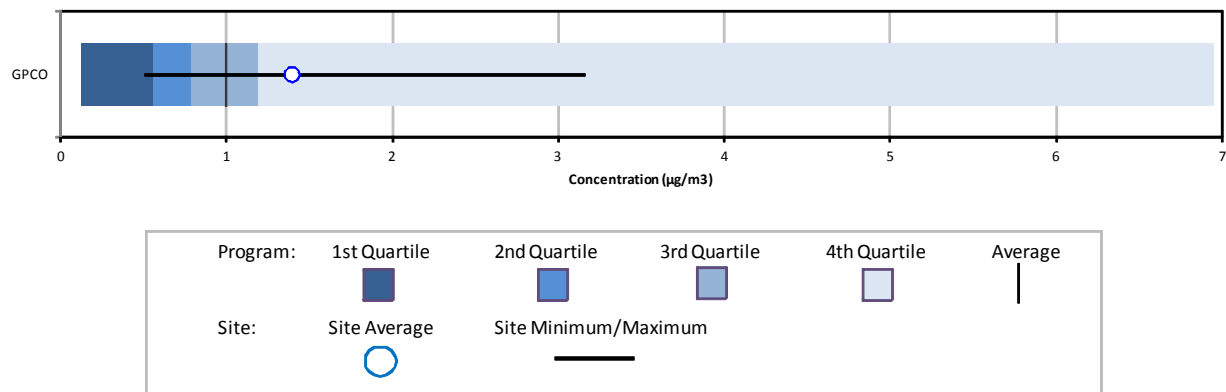 GPCO
0 1 2 3 4 5 6 7
Concentration (µg/m3)
Program: 1st Quartile 2nd Quartile 3rd Quartile 4th Quartile Average
Site: Site Average Site Minimum/Maximum